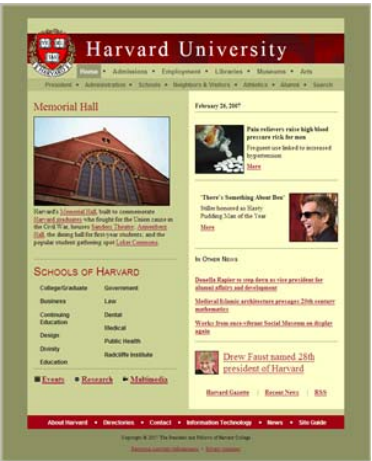 Harvard University
Home • Admissions • Employment • Libraries • Museums • Arts
President • Administration • Schools • Neighbors & Visitors • Athletics • Alumni • Search
Memorial Hall
Harvard's Memorial Hall, built to commemorate
Harvard graduates who fought for the Union cause in
the Civil War, houses Sanders Theatre, Annenberg
Hall, the dining hall for first-year students; and the
popular student gathering spot Loker Commons.
SCHOOLS OF HARVARD
College/Graduate Government
Business Law
Continuing
Education
Dental
Design
Medical
Divinity
Public Health
Education
Radcliffe Institute
Events Research Multimedia
February 26, 2007
Pain relievers raise high blood
pressure risk for men
Frequent use linked to increased
hypertension
More
'There's Something About Ben'
Stiller honored as Hasty
Pudding Man of the Year
More
IN OTHER NEWS
Donella Rapier to step down as vice president for
alumni affairs and development
Medieval Islamic architecture presages 20th century
mathematics
Works from once-vibrant Social Museum on display
again
Drew Faust named 28th
president of Harvard
Harvard Gazette | Recent News | RSS
About Harvard • Directories • Contact • Information Technology • News • Site Guide
Copyright © 2007 The President and Fellows of Harvard College